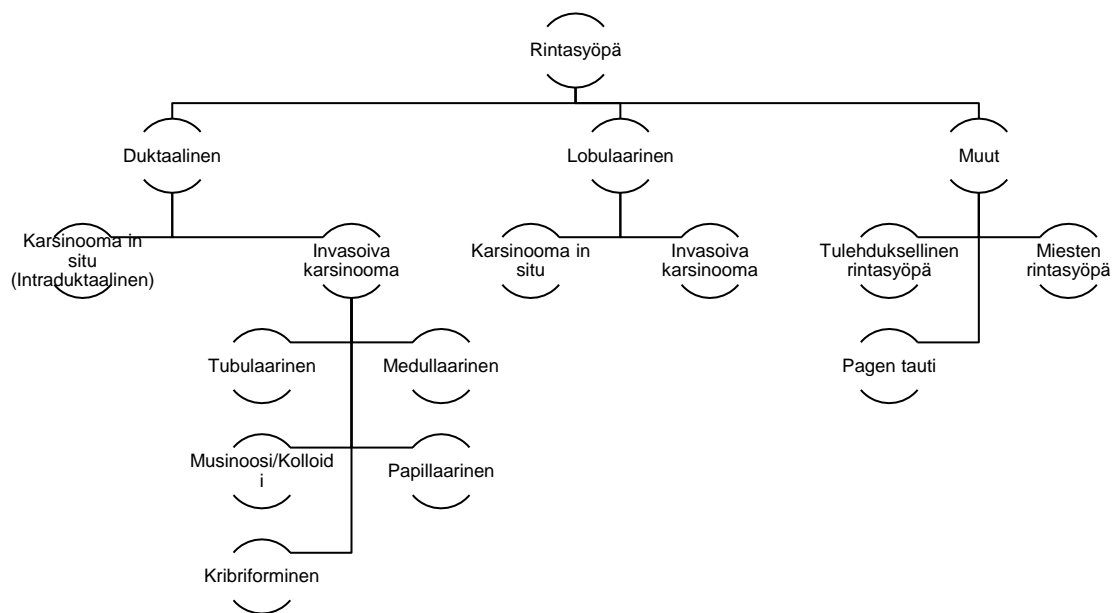 Rintasyöpä
Duktaalinen
Lobulaarinen
Muut
Karsinooma in
situ
(Intraduktaalinen)
Invasoiva
karsinooma
Karsinooma in
situ
Invasoiva
karsinooma
Tulehduksellinen
rintasyöpä
Miesten
rintasyöpä
Tubulaarinen
Medullaarinen
Pagen tauti
Musinoosi/Kolloid
i
Papillaarinen
Kribriforminen